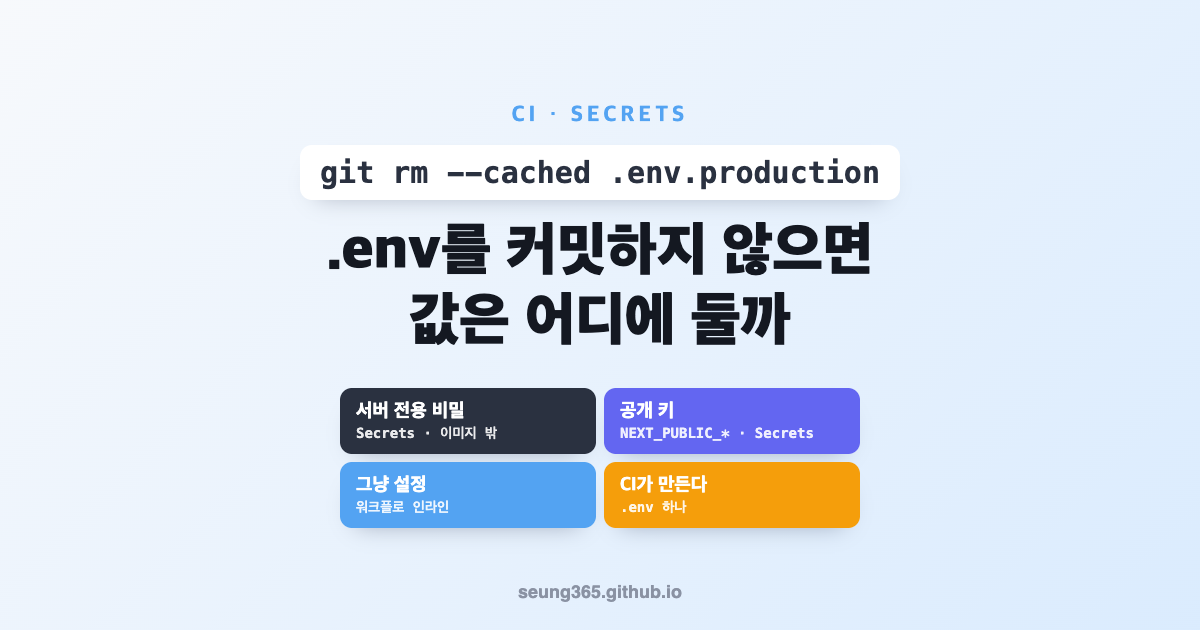 CI · SECRETS
git rm --cached .env.production
.env를 커밋하지 않으면
값은 어디에 둘까
서버 전용 비밀
Secrets · 이미지 밖
공개 키
NEXT_PUBLIC_* · Secrets
그냥 설정
워크플로 인라인
CI가 만든다
.env 하나
seung365.github.io